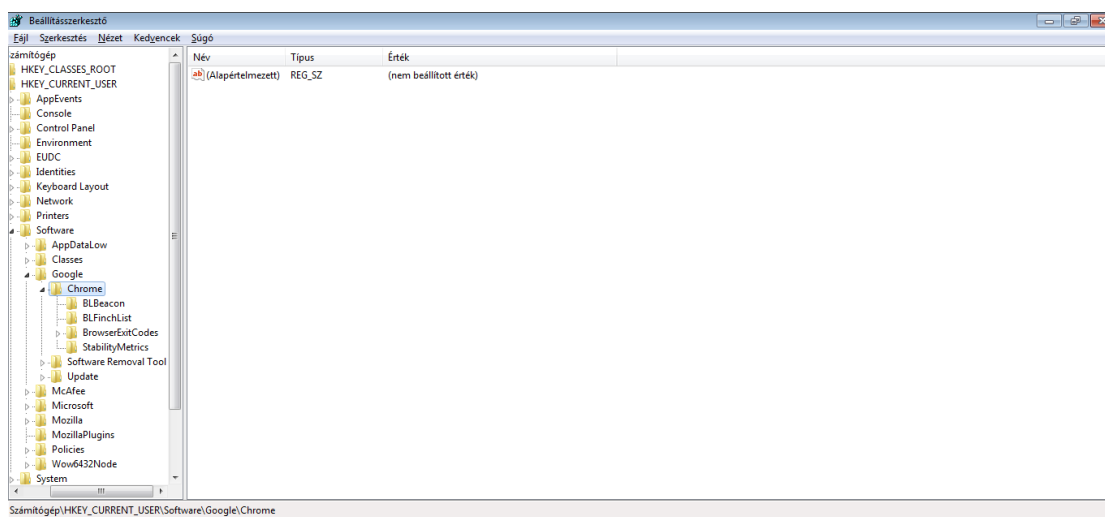 Beállításszerkesztő
Fájl Szerkesztés Nézet Kedvencek Súgó
zámítógép
HKEY_CLASSES_ROOT
HKEY_CURRENT_USER
AppEvents
Console
Control Panel
Environment
EUDC
Identities
Keyboard Layout
Network
Printers
Software
AppDataLow
Classes
Google
Chrome
BLBeacon
BLFinchList
BrowserExitCodes
StabilityMetrics
Software Removal Tool
Update
McAfee
Microsoft
Mozilla
MozillaPlugins
Policies
Wow6432Node
System
Név Típus Érték
ab (Alapértelmezett) REG_SZ (nem beállított érték)
Számítógép\HKEY_CURRENT_USER\Software\Google\Chrome